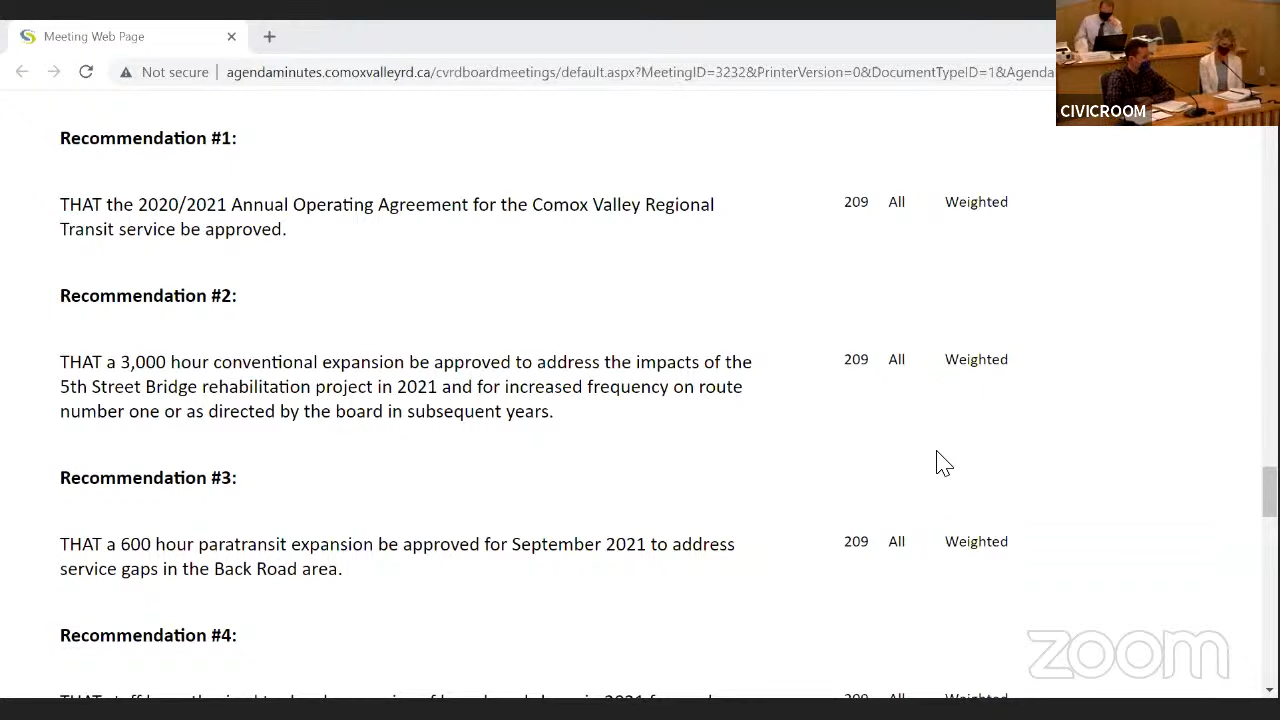 Meeting Web Page
Not secure
agendaminutes.comoxvalleyrd.ca/cvrdboardmeetings/default.aspx?MeetingID=3232&PrinterVersion=0&DocumentTypeID=1&Agenda
CIVICROOM
Recommendation #1:
THAT the 2020/2021 Annual Operating Agreement for the Comox Valley Regional 209 All Weighted
Transit service be approved.
Recommendation #2:
THAT a 3,000 hour conventional expansion be approved to address the impacts of the 209 All Weighted
5th Street Bridge rehabilitation project in 2021 and for increased frequency on route
number one or as directed by the board in subsequent years.
Recommendation #3:
THAT a 600 hour paratransit expansion be approved for September 2021 to address 209 All Weighted
service gaps in the Back Road area.
Recommendation #4:
THAT 2021 209 All Weighted
zoom